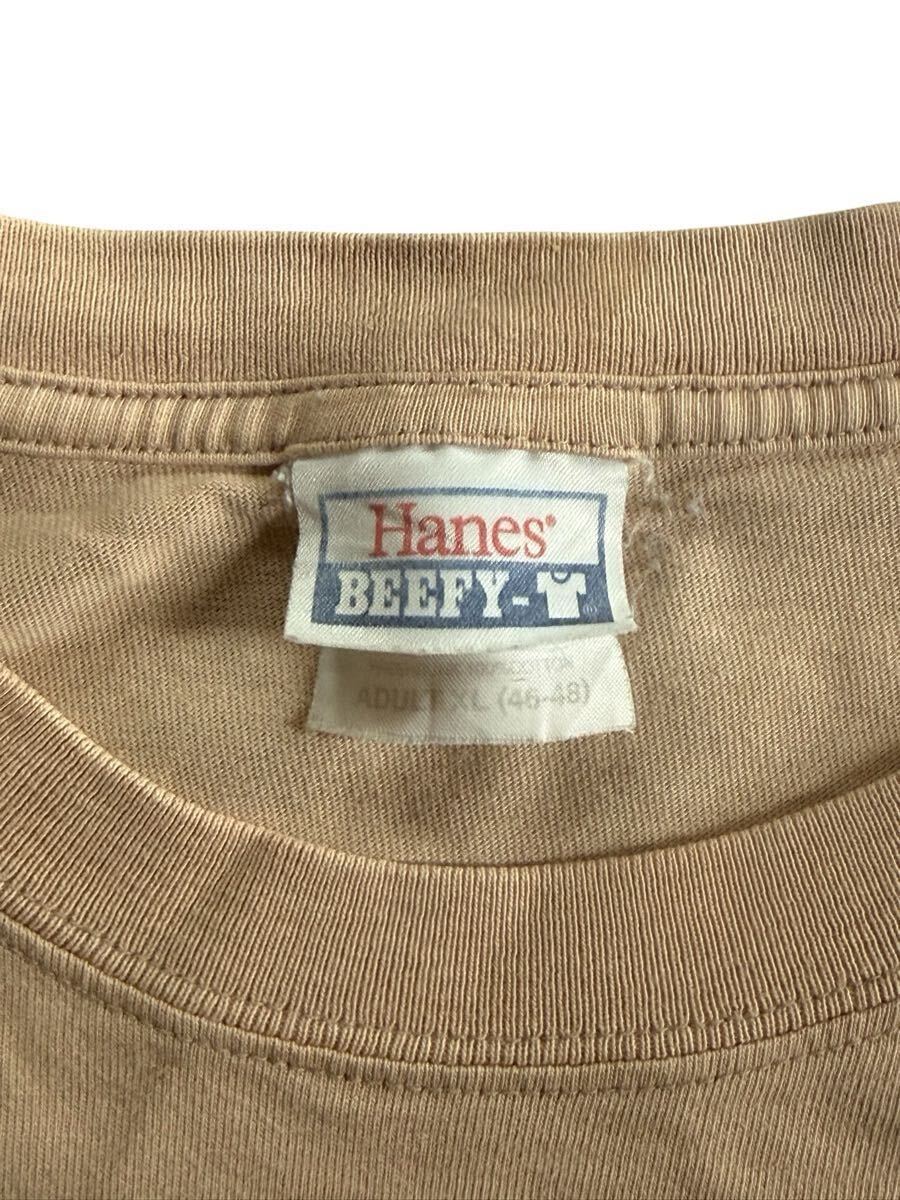 Hanes®
BEEFY-T
ADULT XL (46-48)